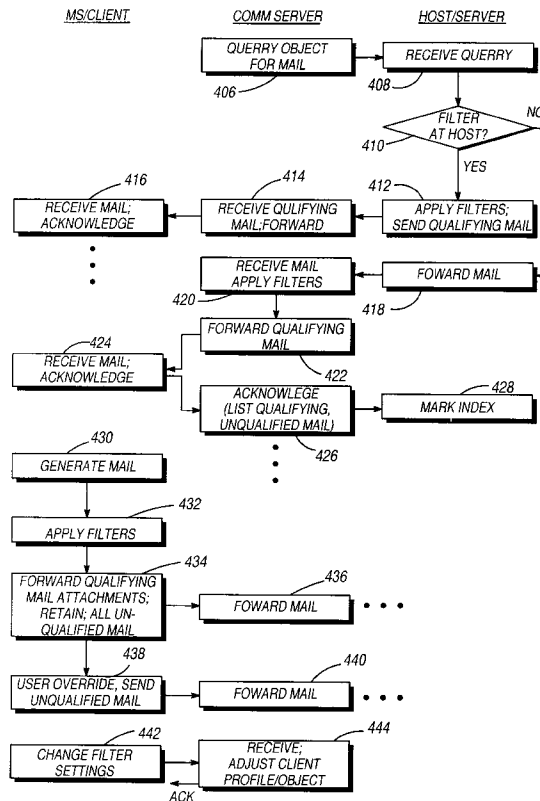 MS/CLIENT
COMM SERVER
HOST/SERVER
QUERRY OBJECT
FOR MAIL
406
RECEIVE QUERRY
408
FILTER
AT HOST?
410
NO
YES
416
RECEIVE MAIL;
ACKNOWLEDGE
414
RECEIVE QULIFYING
MAIL;FORWARD
412
APPLY FILTERS;
SEND QUALIFYING MAIL
RECEIVE MAIL
APPLY FILTERS
420
FOWARD MAIL
418
FORWARD QUALIFYING
MAIL
422
424
RECEIVE MAIL;
ACKNOWLEDGE
ACKNOWLEGE
(LIST QUALIFYING,
UNQUALIFIED MAIL)
426
428
MARK INDEX
430
GENERATE MAIL
432
APPLY FILTERS
434
FORWARD QUALIFYING
MAIL ATTACHMENTS;
RETAIN; ALL UN-
QUALIFIED MAIL
436
FOWARD MAIL
438
USER OVERRIDE, SEND
UNQUALIFIED MAIL
440
FOWARD MAIL
442
CHANGE FILTER
SETTINGS
444
RECEIVE;
ADJUST CLIENT
PROFILE/OBJECT
ACK